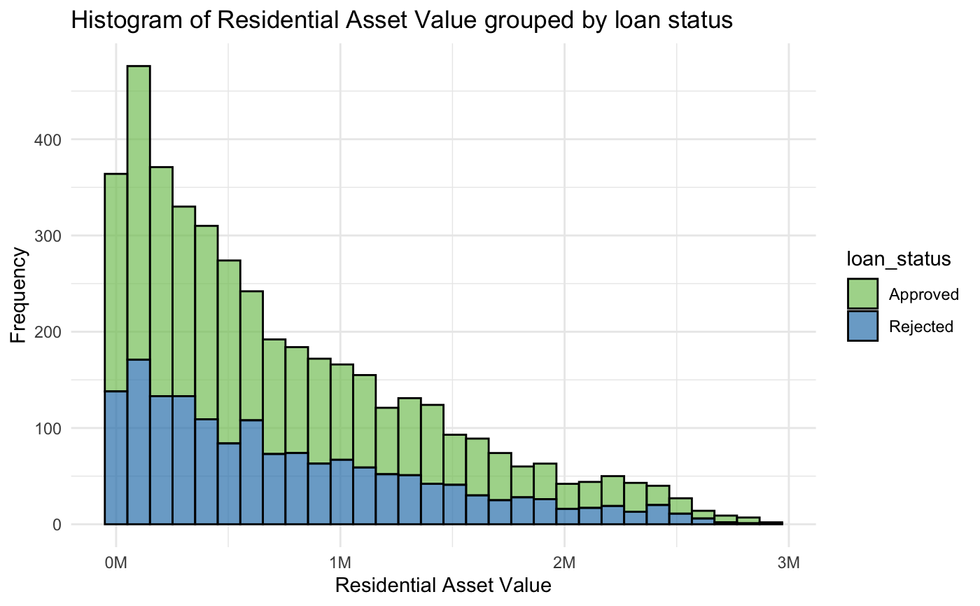 Histogram of Residential Asset Value grouped by loan status
400
300
200
100
0
Frequency
0M 1M 2M 3M
Residential Asset Value
loan_status
Approved
Rejected